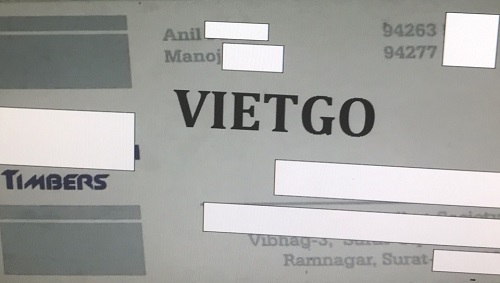 Anil
94263
Manoj
94277
VIETGO
TIMBERS
Vibhag-3,
Ramnagar, Surat-